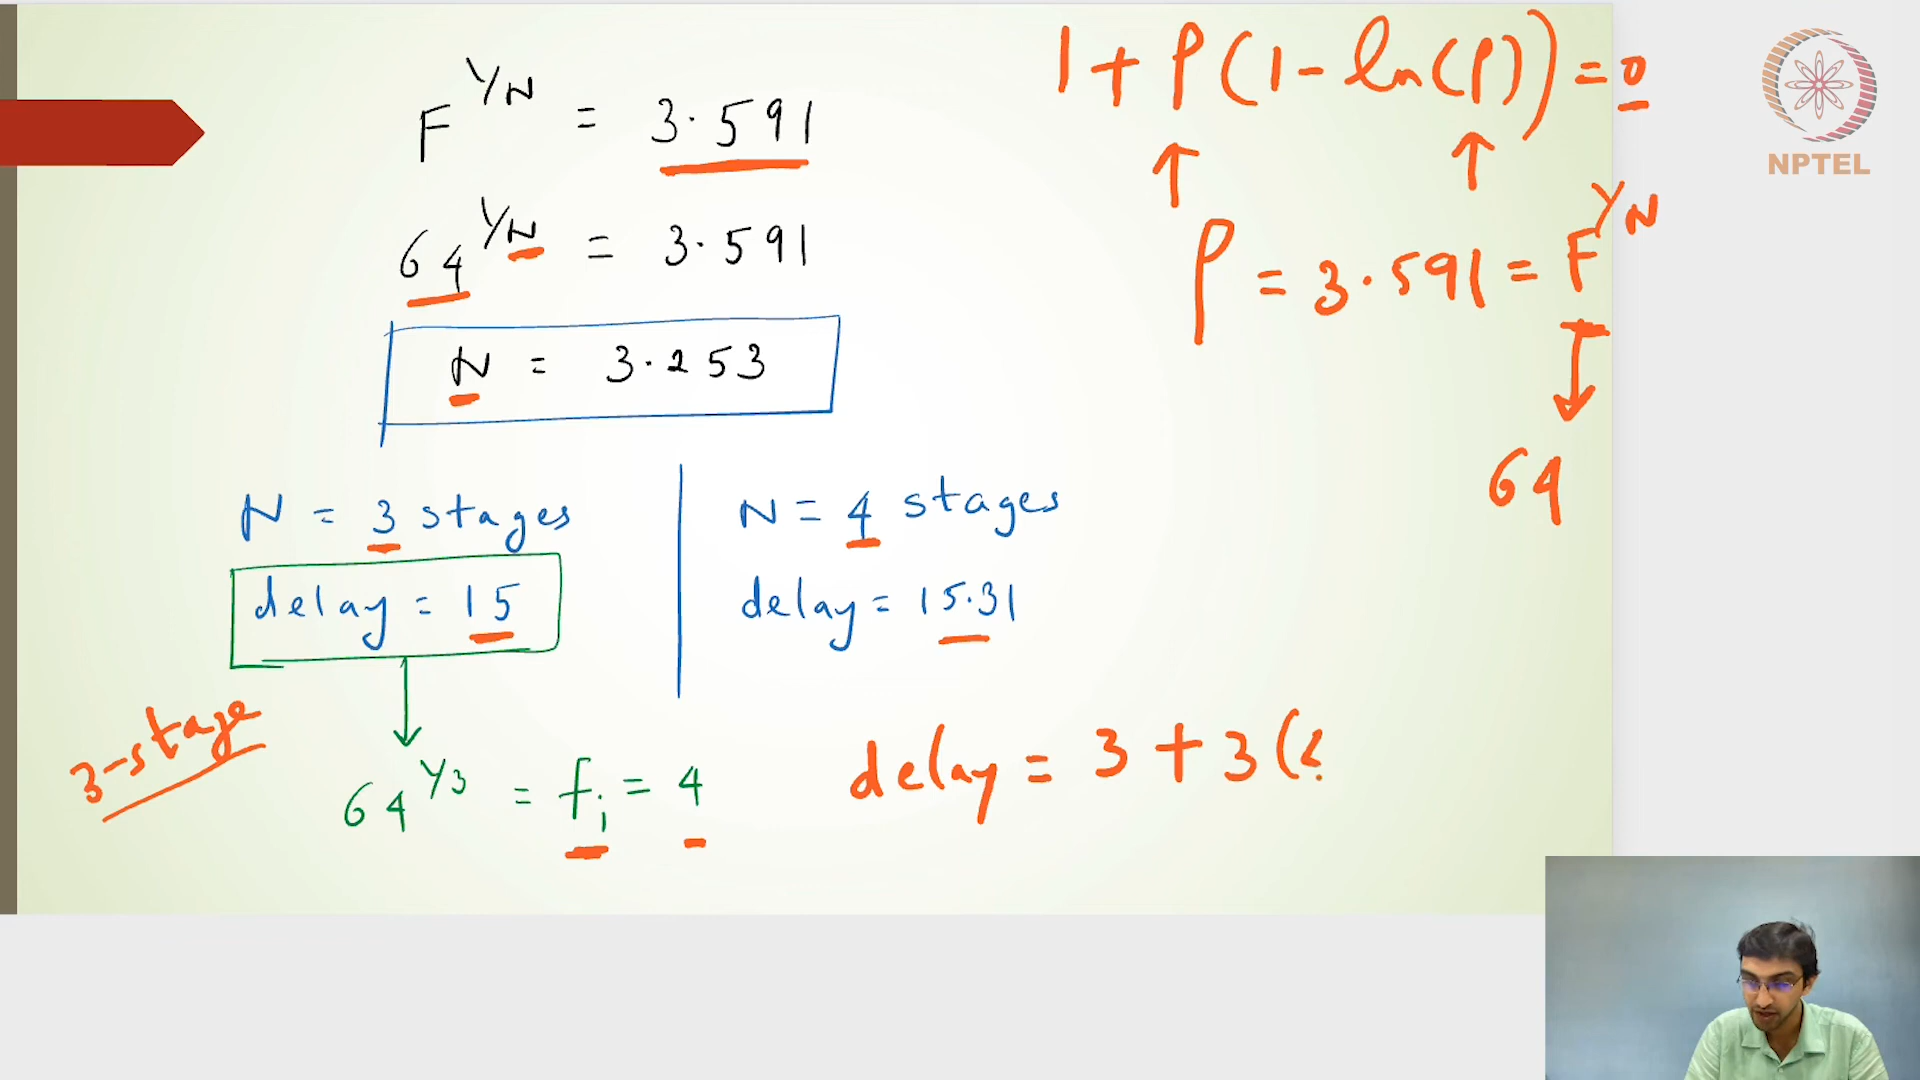 F^1/N = 3.591
64^1/N = 3.591
N = 3.253
N = 3 stages
delay = 15
3-stage
64^1/3 = f_i = 4
N = 4 stages
delay = 15.31
delay = 3 + 3 (
1 + ρ (1 - ln(ρ)) = 0
ρ = 3.591 = F^1/N
64
NPTEL